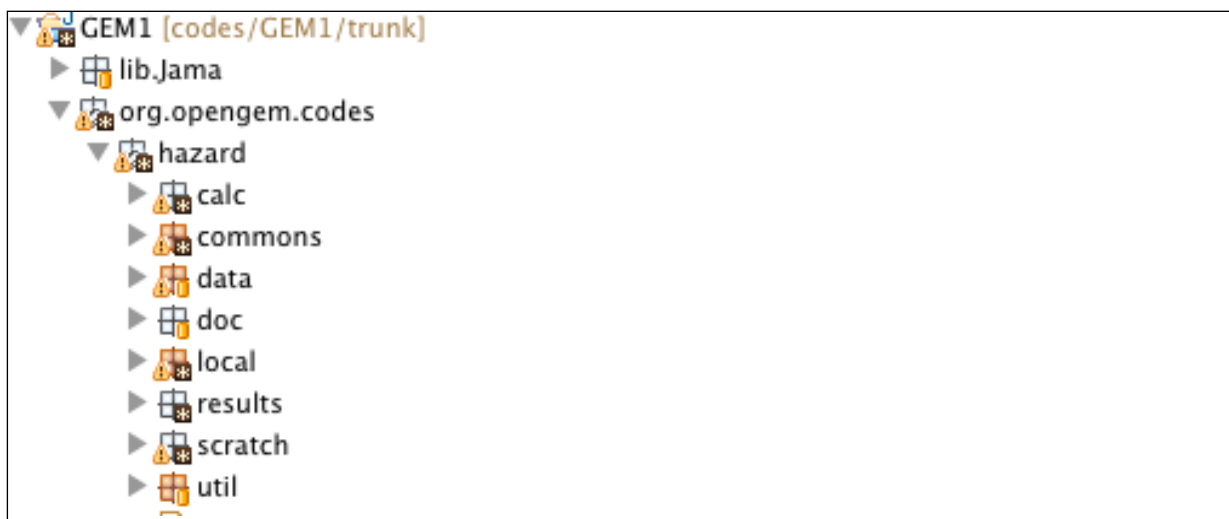 GEM1 [codes/GEM1/trunk]
lib.Jama
org.opengem.codes
hazard
calc
commons
data
doc
local
results
scratch
util